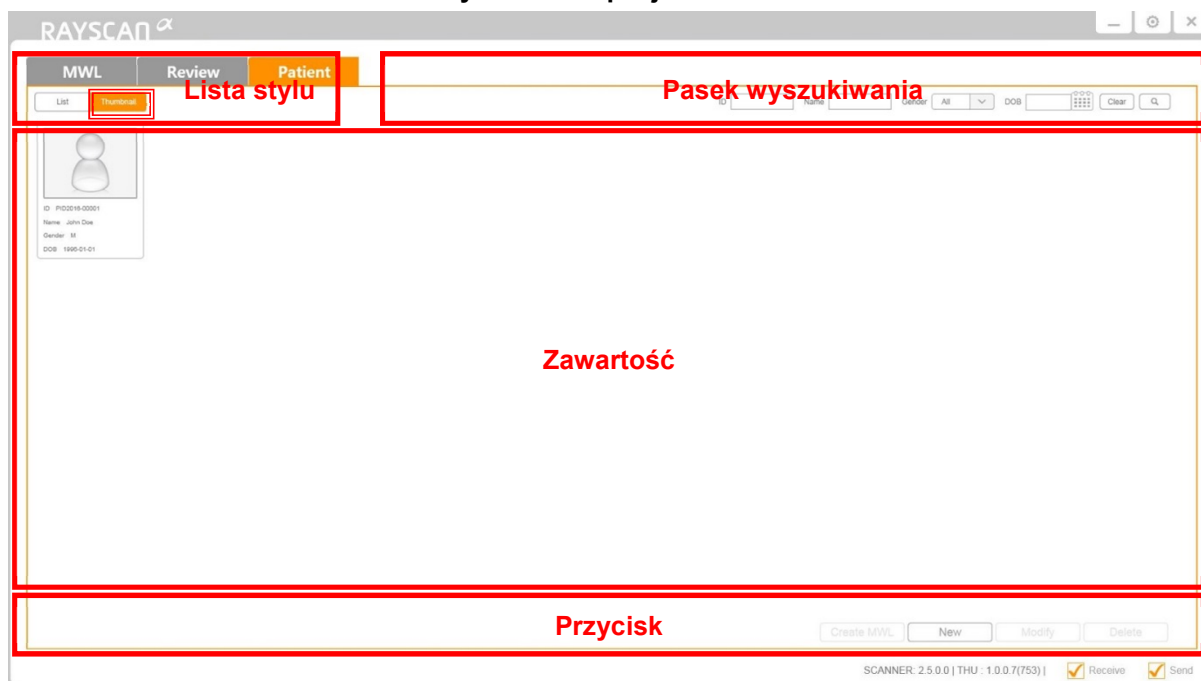 RAYSCAN α
MWL Review Patient
Lista stylu
Pasek wyszukiwania
List Thumbnail
ID Name Gender All DOB Clear
ID PID2016-00001
Name John Doe
Gender M
DOB 1996-01-01
Zawartość
Przycisk
Create MWL New Modify Delete
SCANNER: 2.5.0.0 | THU : 1.0.0.7(753) | Receive Send